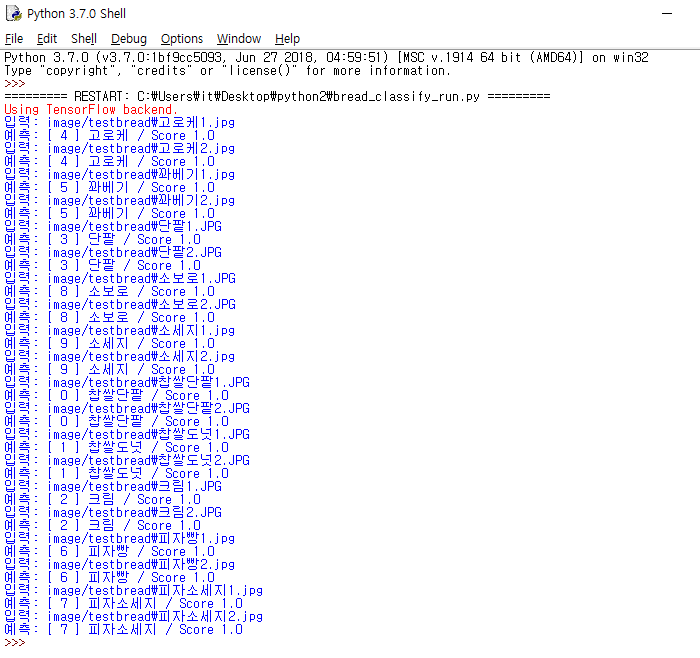 Python 3.7.0 Shell
File Edit Shell Debug Options Window Help
Python 3.7.0 (v3.7.0:1bf9cc5093, Jun 27 2018, 04:59:51) [MSC v.1914 64 bit (AMD64)] on win32
Type "copyright", "credits" or "license()" for more information.
>>>
========= RESTART: C:₩Users₩it₩Desktop₩python2₩bread_classify_run.py =========
Using TensorFlow backend.
입력: image/testbread₩고로케1.jpg
예측: [ 4 ] 고로케 / Score 1.0
입력: image/testbread₩고로케2.jpg
예측: [ 4 ] 고로케 / Score 1.0
입력: image/testbread₩꽈베기1.jpg
예측: [ 5 ] 꽈베기 / Score 1.0
입력: image/testbread₩꽈베기2.jpg
예측: [ 5 ] 꽈베기 / Score 1.0
입력: image/testbread₩단팥1.JPG
예측: [ 3 ] 단팥 / Score 1.0
입력: image/testbread₩단팥2.JPG
예측: [ 3 ] 단팥 / Score 1.0
입력: image/testbread₩소보로1.JPG
예측: [ 8 ] 소보로 / Score 1.0
입력: image/testbread₩소보로2.JPG
예측: [ 8 ] 소보로 / Score 1.0
입력: image/testbread₩소세지1.jpg
예측: [ 9 ] 소세지 / Score 1.0
입력: image/testbread₩소세지2.jpg
예측: [ 9 ] 소세지 / Score 1.0
입력: image/testbread₩찹쌀단팥1.JPG
예측: [ 0 ] 찹쌀단팥 / Score 1.0
입력: image/testbread₩찹쌀단팥2.JPG
예측: [ 0 ] 찹쌀단팥 / Score 1.0
입력: image/testbread₩찹쌀도넛1.JPG
예측: [ 1 ] 찹쌀도넛 / Score 1.0
입력: image/testbread₩찹쌀도넛2.JPG
예측: [ 1 ] 찹쌀도넛 / Score 1.0
입력: image/testbread₩크림1.JPG
예측: [ 2 ] 크림 / Score 1.0
입력: image/testbread₩크림2.JPG
예측: [ 2 ] 크림 / Score 1.0
입력: image/testbread₩피자빵1.jpg
예측: [ 6 ] 피자빵 / Score 1.0
입력: image/testbread₩피자빵2.jpg
예측: [ 6 ] 피자빵 / Score 1.0
입력: image/testbread₩피자소세지1.jpg
예측: [ 7 ] 피자소세지 / Score 1.0
입력: image/testbread₩피자소세지2.jpg
예측: [ 7 ] 피자소세지 / Score 1.0
>>>